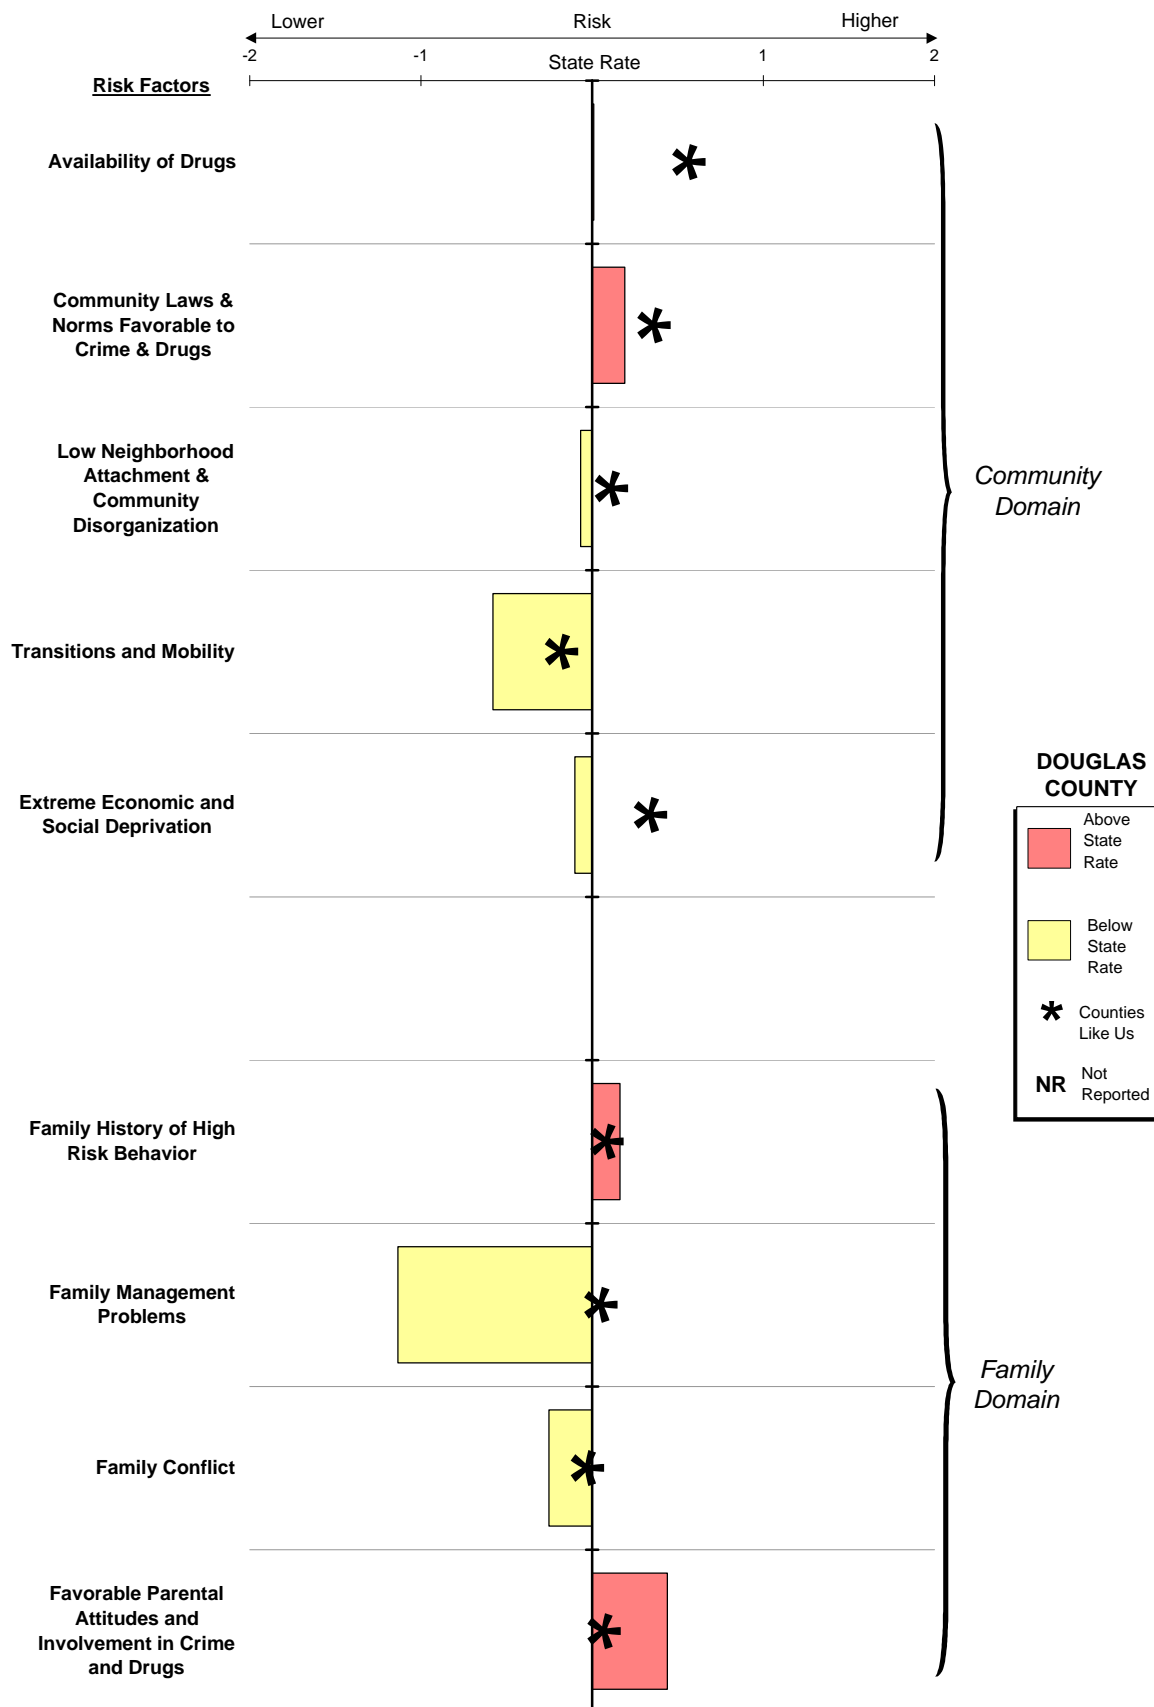 Lower Risk Higher
-2 -1 State Rate 1 2
Risk Factors
Availability of Drugs
Community Laws &
Norms Favorable to
Crime & Drugs
Low Neighborhood
Attachment &
Community
Disorganization
Transitions and Mobility
Extreme Economic and
Social Deprivation
Community
Domain
Family History of High
Risk Behavior
Family Management
Problems
Family Conflict
Favorable Parental
Attitudes and
Involvement in Crime
and Drugs
Family
Domain
DOUGLAS
COUNTY
Above
State
Rate
Below
State
Rate
* Counties
Like Us
NR Not
Reported